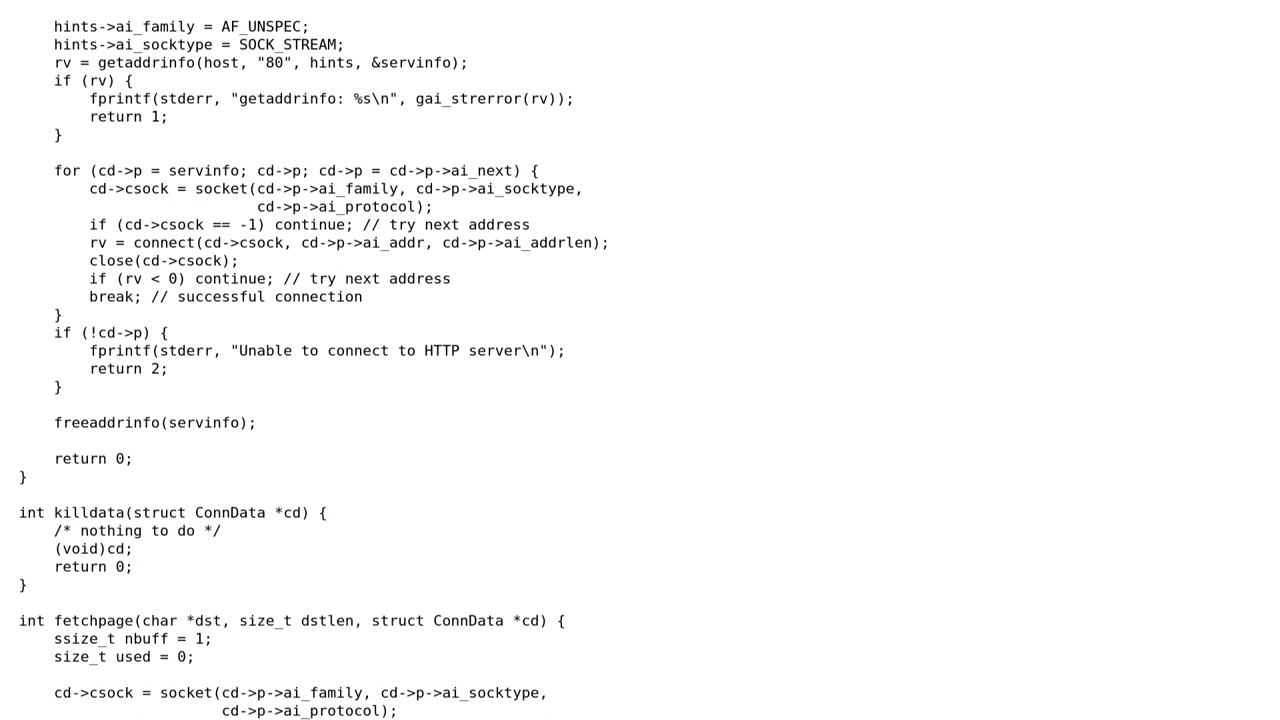 hints->ai_family = AF_UNSPEC;
    hints->ai_socktype = SOCK_STREAM;
    rv = getaddrinfo(host, "80", hints, &servinfo);
    if (rv) {
        fprintf(stderr, "getaddrinfo: %s\n", gai_strerror(rv));
        return 1;
    }

    for (cd->p = servinfo; cd->p; cd->p = cd->p->ai_next) {
        cd->csock = socket(cd->p->ai_family, cd->p->ai_socktype,
                           cd->p->ai_protocol);
        if (cd->csock == -1) continue; // try next address
        rv = connect(cd->csock, cd->p->ai_addr, cd->p->ai_addrlen);
        close(cd->csock);
        if (rv < 0) continue; // try next address
        break; // successful connection
    }
    if (!cd->p) {
        fprintf(stderr, "Unable to connect to HTTP server\n");
        return 2;
    }

    freeaddrinfo(servinfo);

    return 0;
}

int killdata(struct ConnData *cd) {
    /* nothing to do */
    (void)cd;
    return 0;
}

int fetchpage(char *dst, size_t dstlen, struct ConnData *cd) {
    ssize_t nbuff = 1;
    size_t used = 0;

    cd->csock = socket(cd->p->ai_family, cd->p->ai_socktype,
                       cd->p->ai_protocol);